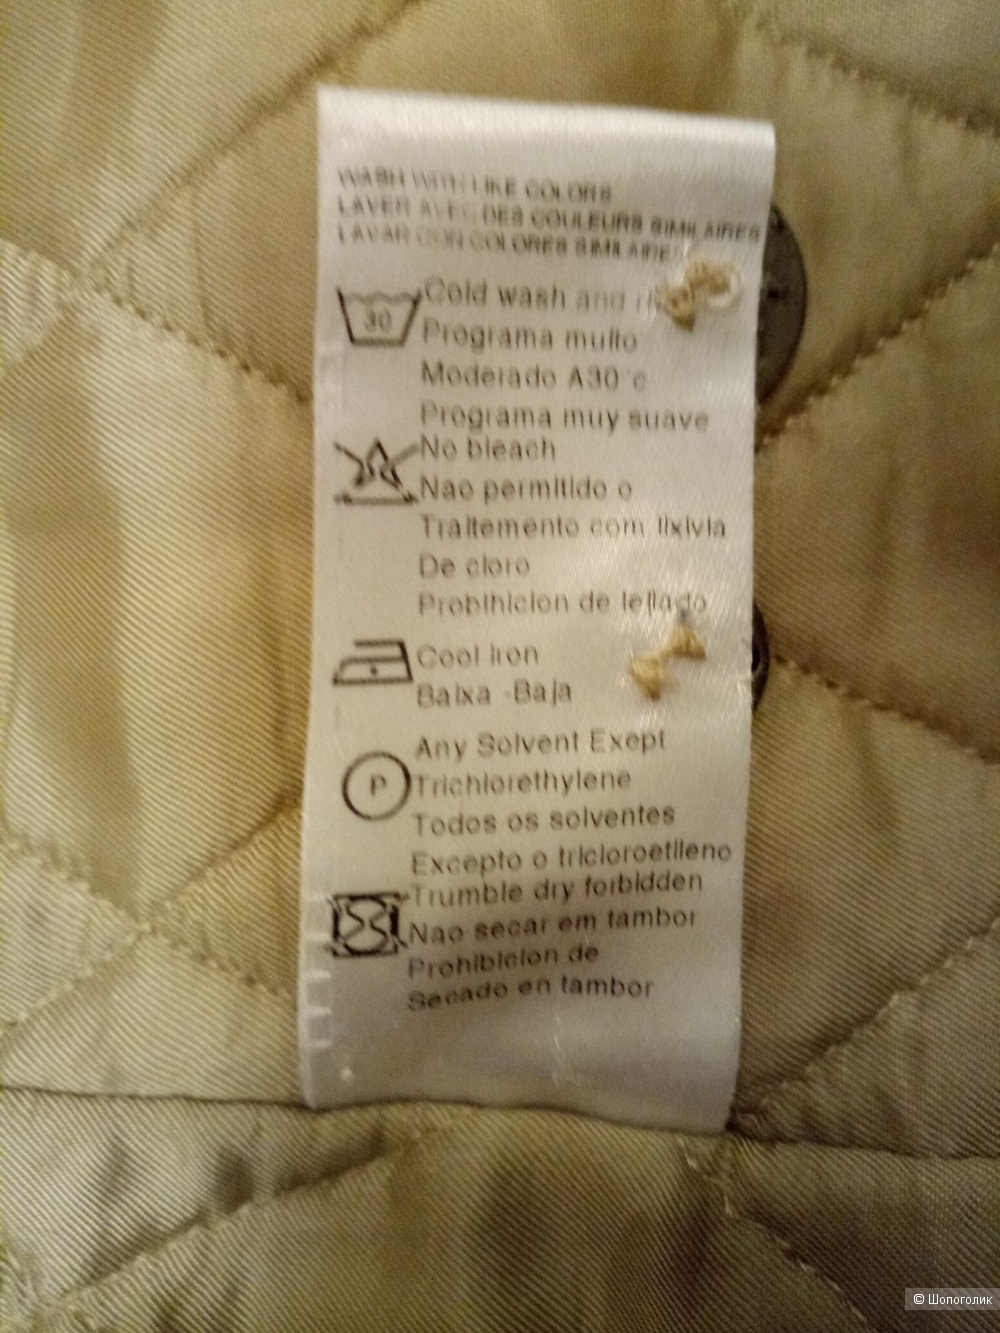 WASH WITH LIKE COLORS
LAVER AVEC DES COULEURS SIMILAIRES
LAVAR CON COLORES SIMILARES
30
Cold wash and
Programa muito
Moderado A30°c
Programa muy suave
No bleach
Nao permitido o
Traitemento com lixivia
De cloro
Probihicion de lejiado
Cool iron
Baixa -Baja
P
Any Solvent Exept
Trichlorethylene
Todos os solventes
Excepto o tricloroetileno
Trumble dry forbidden
Nao secar em tambor
Prohibicion de
Secado en tambor
© Шопоголик